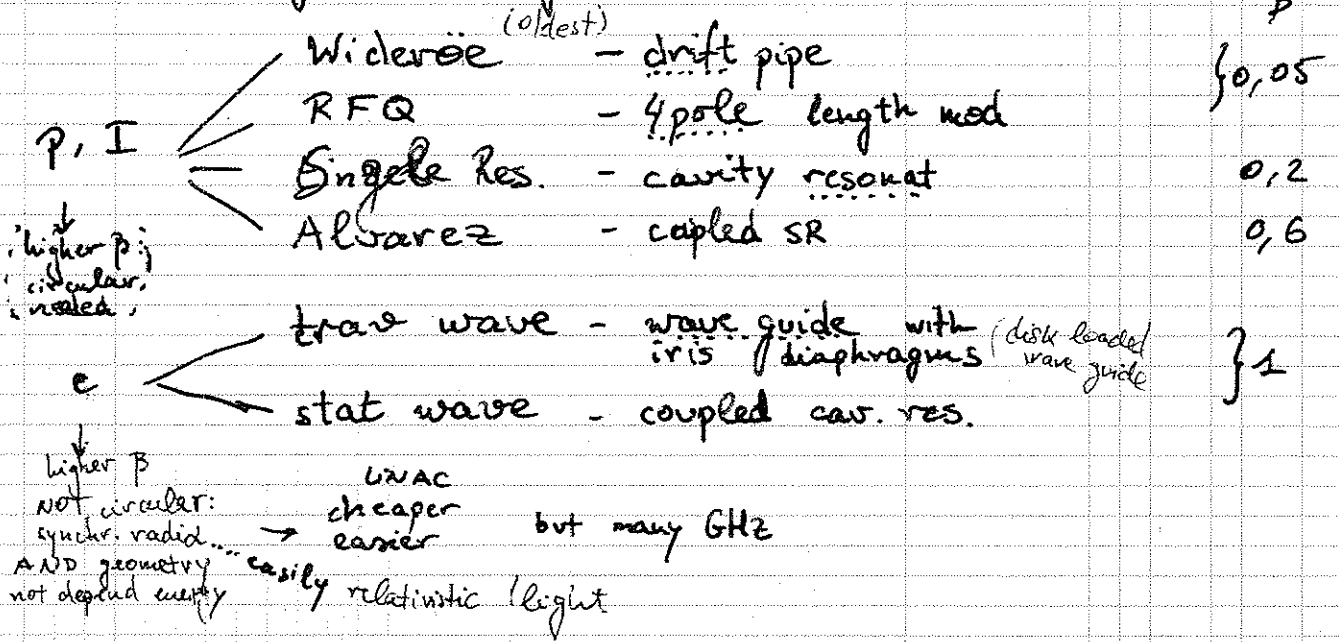 (oldest) β
Wideröe - drift pipe } 0,05
RFQ - 4pole length mod
P, I
Single Res. - cavity resonat 0,2
Alvarez - coupled SR 0,6
higher β:
circular.
needed
trav wave - wave guide with
iris / diaphragms (disk loaded
wave guide } 1
e
stat wave - coupled cav. res.
higher β
NOT circular:
synchr. radia.... → LINAC
cheaper
easier but many GHz
AND geometry
not depend energy
easily relativistic / light